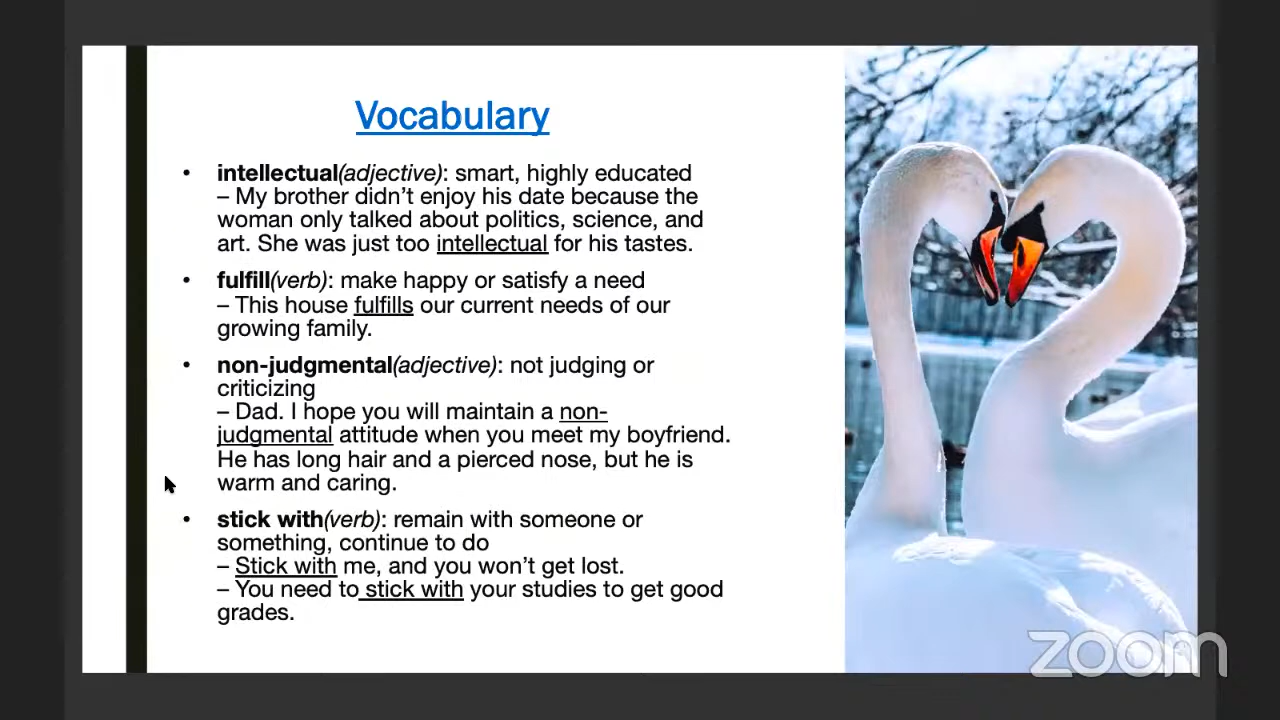 Vocabulary
• intellectual(adjective): smart, highly educated
– My brother didn’t enjoy his date because the
woman only talked about politics, science, and
art. She was just too intellectual for his tastes.
• fulfill(verb): make happy or satisfy a need
– This house fulfills our current needs of our
growing family.
• non-judgmental(adjective): not judging or
criticizing
– Dad. I hope you will maintain a non-
judgmental attitude when you meet my boyfriend.
He has long hair and a pierced nose, but he is
warm and caring.
• stick with(verb): remain with someone or
something, continue to do
– Stick with me, and you won’t get lost.
– You need to stick with your studies to get good
grades.
zoom